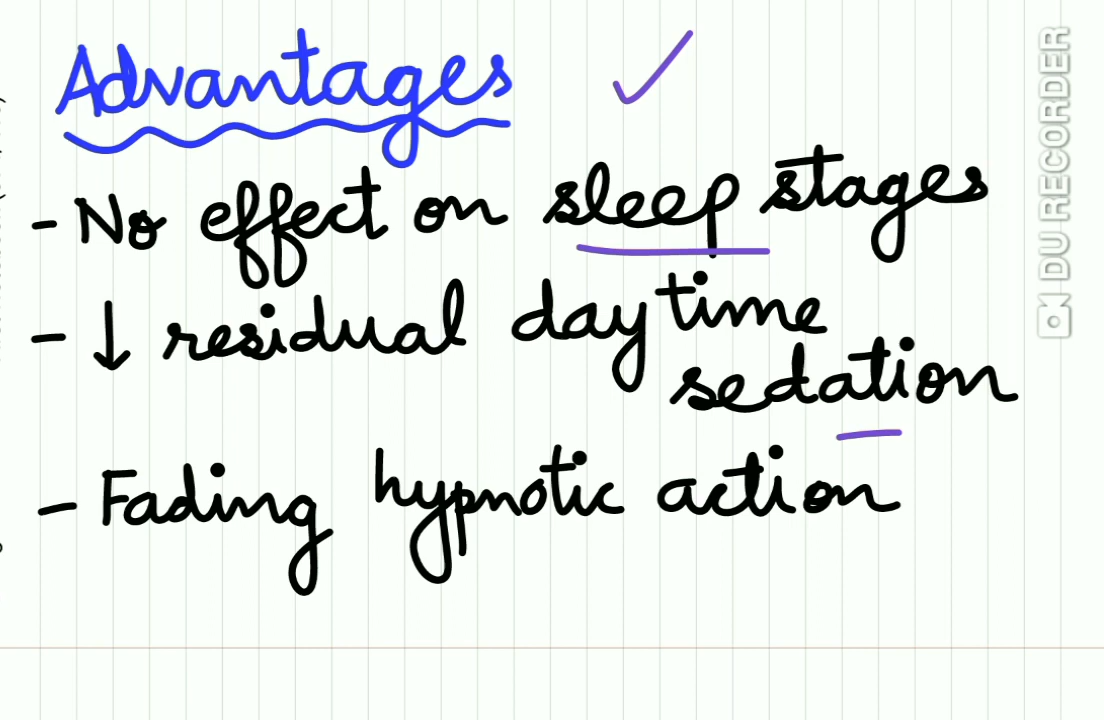 Advantages ✓
- No effect on sleep stages
- ↓ residual daytime
sedation
- Fading hypnotic action
DU RECORDER